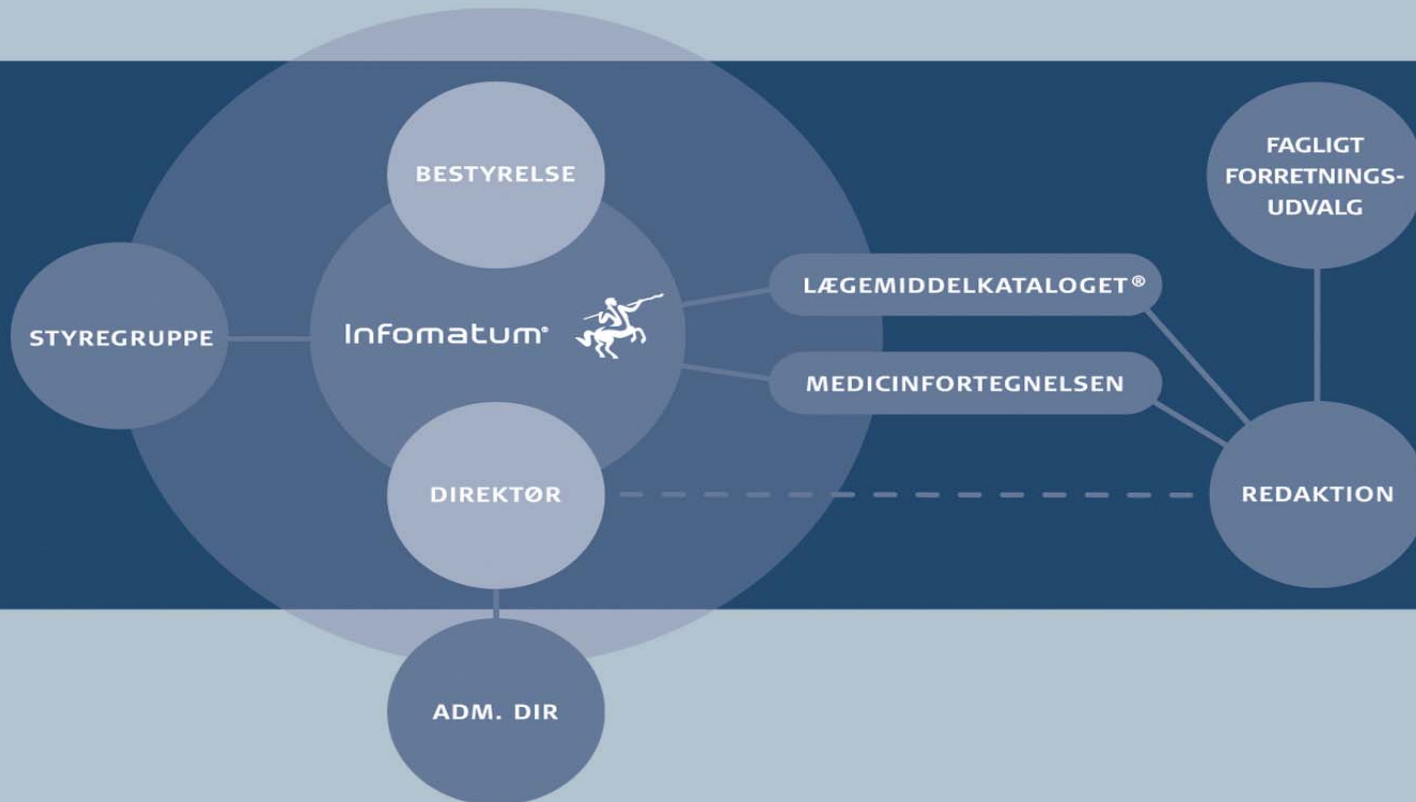 BESTYRELSE
FAGLIGT
FORRETNINGS-
UDVALG
STYREGRUPPE
Infomatum®
LÆGEMIDDELKATALOGET®
MEDICINFORTEGNELSEN
DIREKTØR
REDAKTION
ADM. DIR